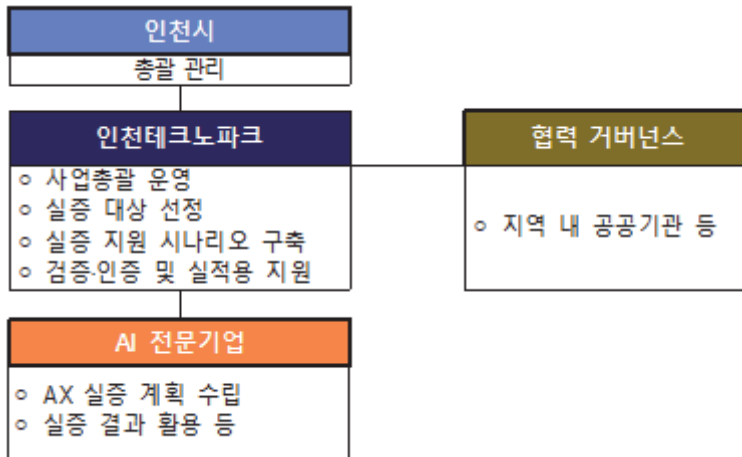 인천시
총괄 관리
인천테크노파크
○ 사업총괄 운영
○ 실증 대상 선정
○ 실증 지원 시나리오 구축
○ 검증·인증 및 실적용 지원
협력 거버넌스
○ 지역 내 공공기관 등
AI 전문기업
○ AX 실증 계획 수립
○ 실증 결과 활용 등